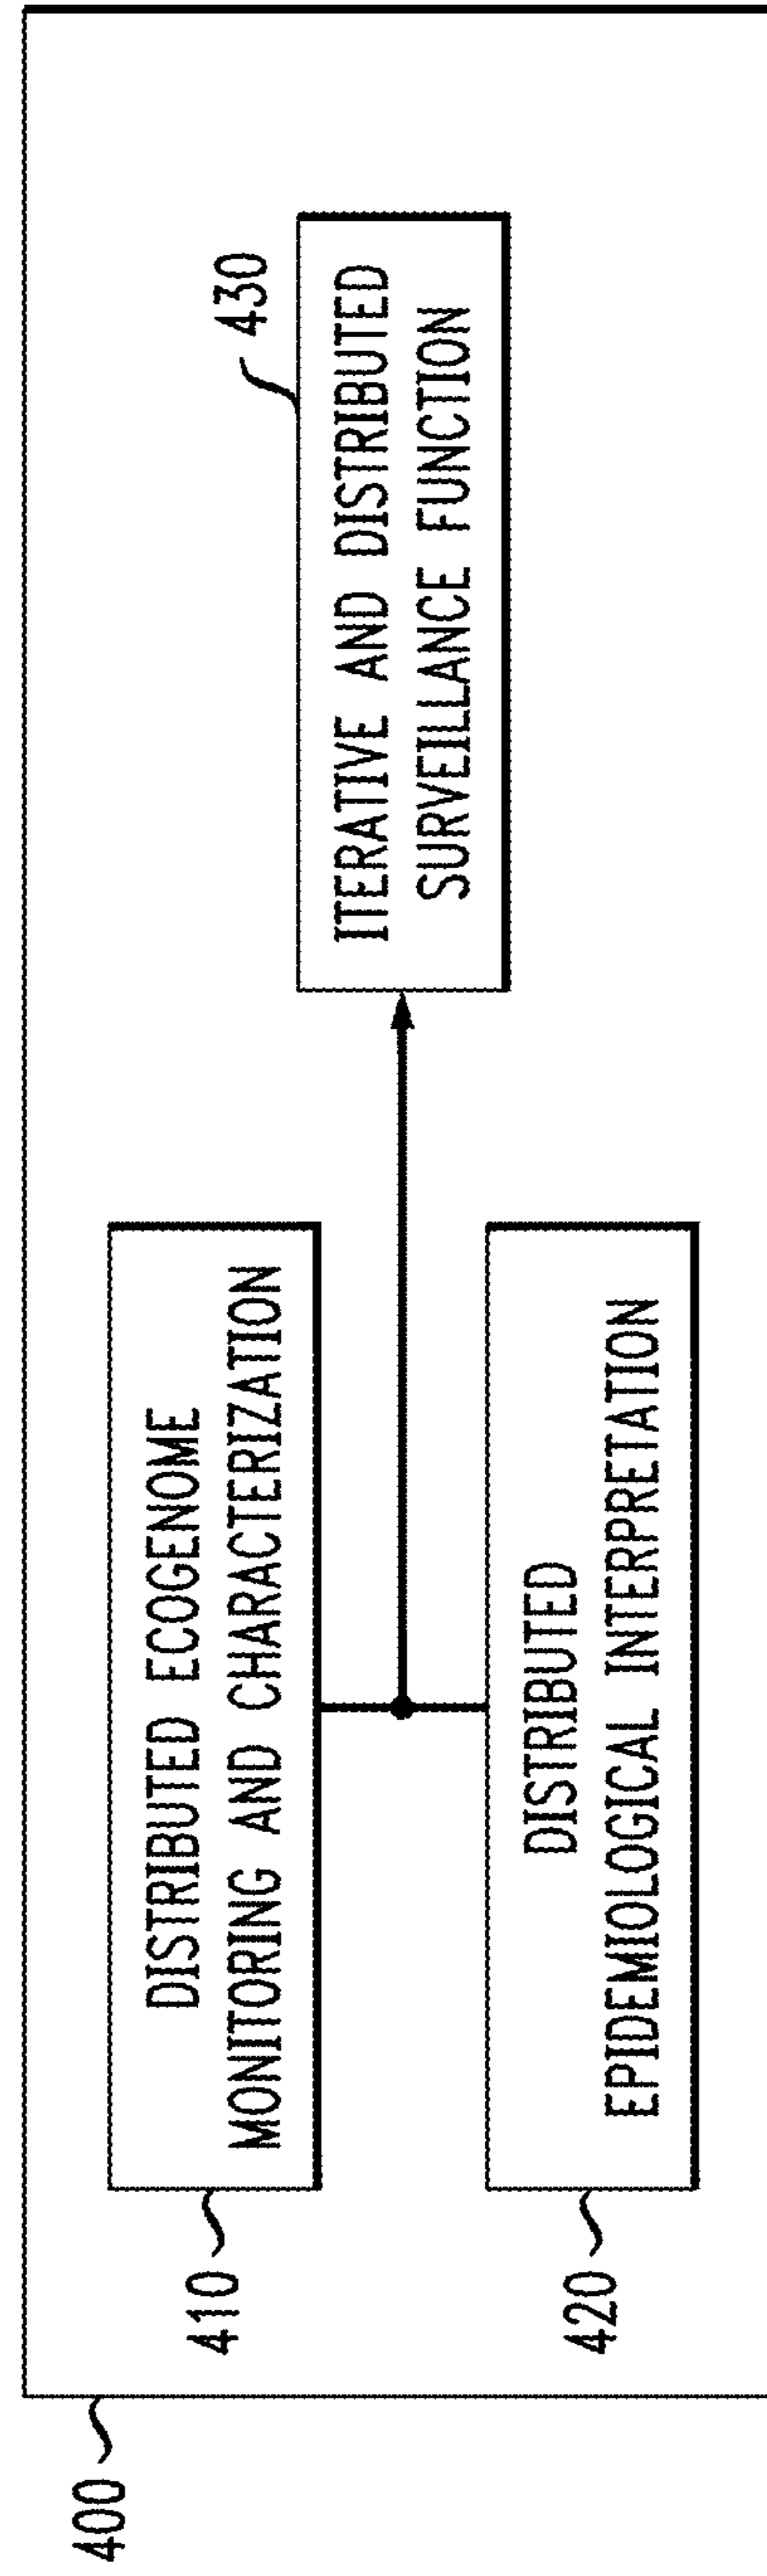 400
410
DISTRIBUTED ECOGENOME
MONITORING AND CHARACTERIZATION
420
DISTRIBUTED
EPIDEMIOLOGICAL INTERPRETATION
430
ITERATIVE AND DISTRIBUTED
SURVEILLANCE FUNCTION